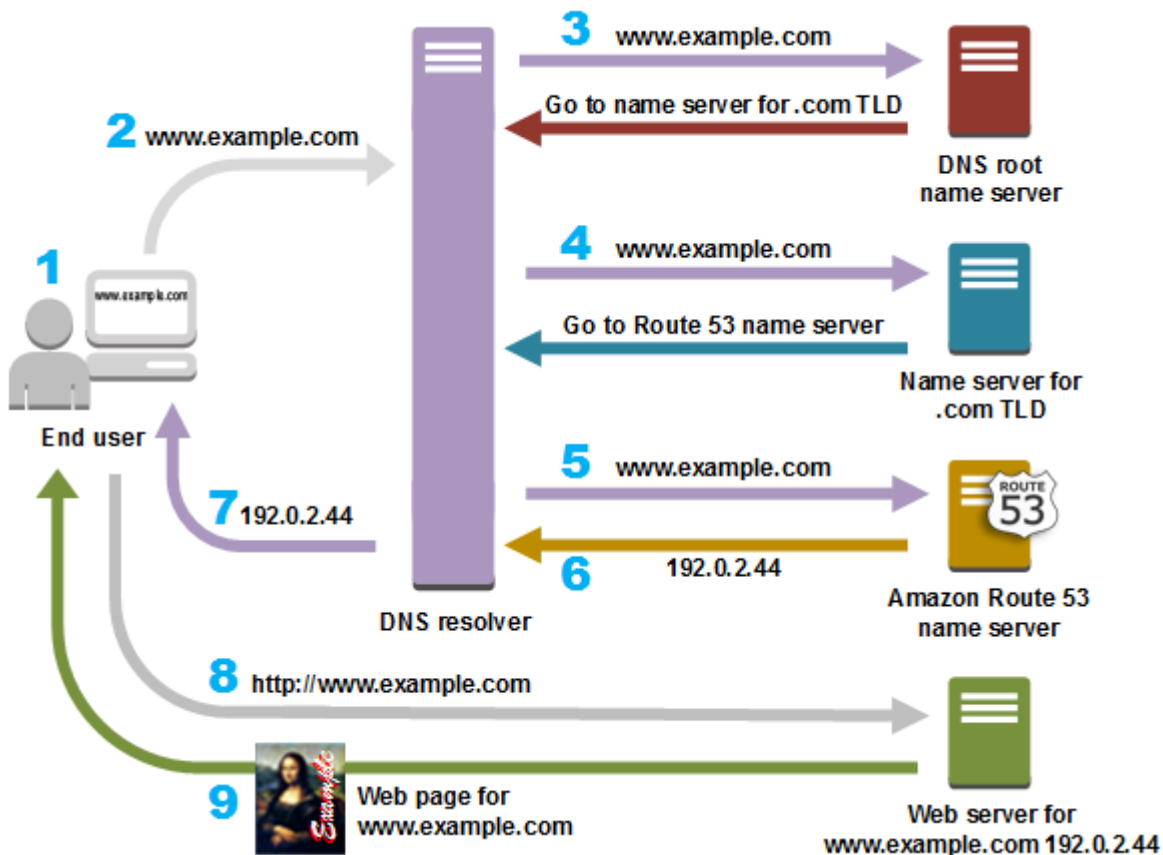 3 www.example.com
Go to name server for .com TLD
DNS root
name server
2 www.example.com
1
www.example.com
End user
4 www.example.com
Go to Route 53 name server
Name server for
.com TLD
5 www.example.com
ROUTE
53
6 192.0.2.44
Amazon Route 53
name server
7 192.0.2.44
DNS resolver
8 http://www.example.com
9
Example
Web page for
www.example.com
Web server for
www.example.com 192.0.2.44